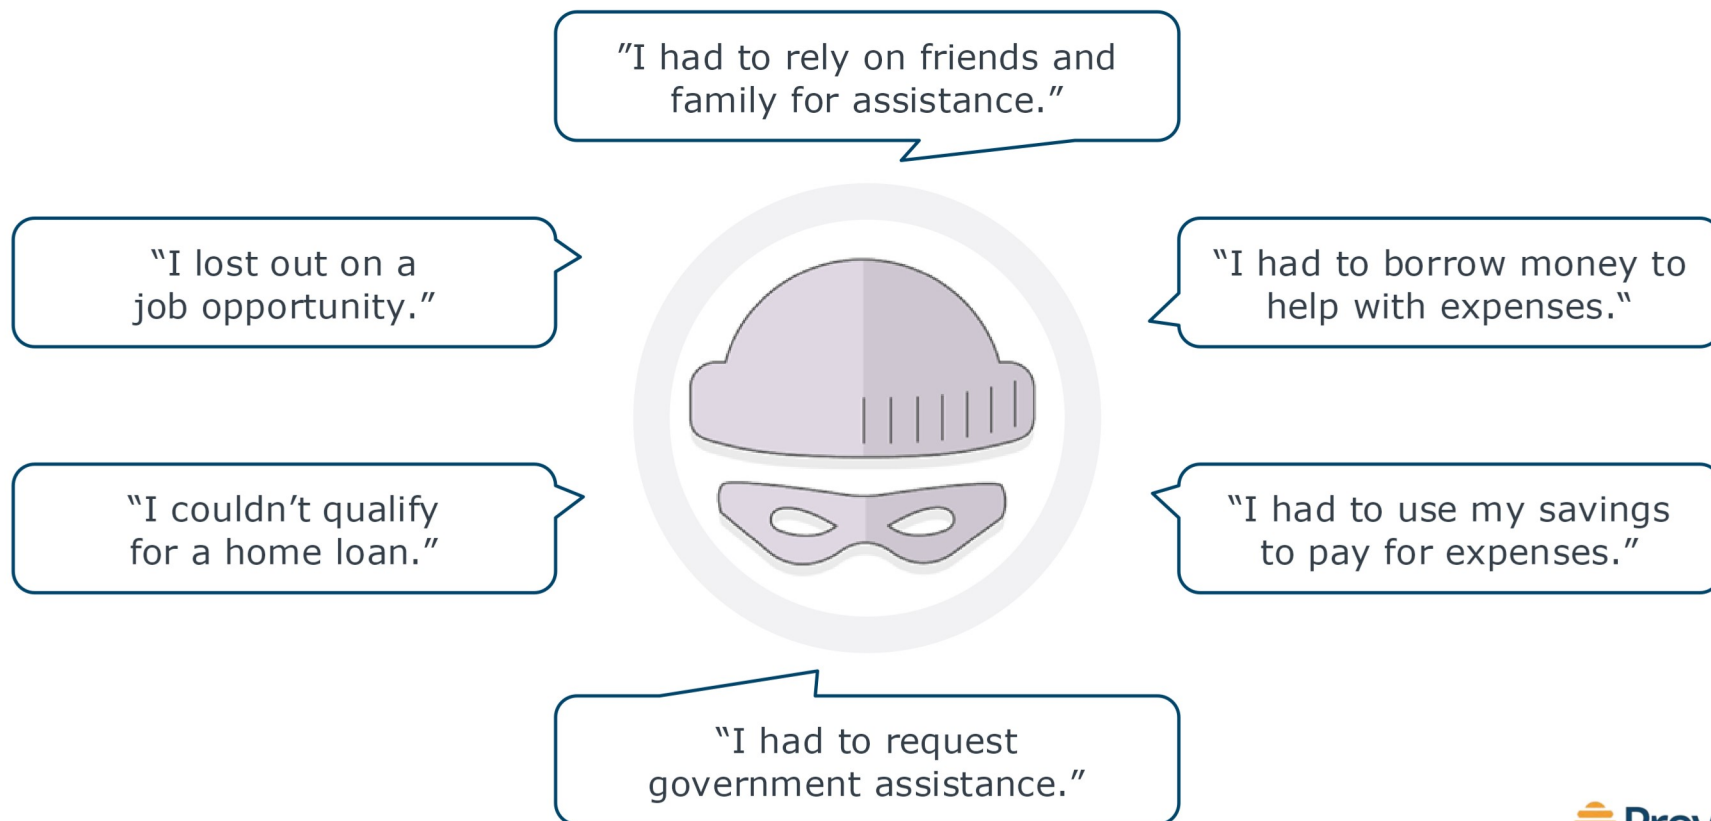 "I had to rely on friends and
family for assistance."
"I lost out on a
job opportunity."
"I had to borrow money to
help with expenses.“
"I couldn't qualify
for a home loan."
"I had to use my savings
to pay for expenses."
"I had to request
government assistance."